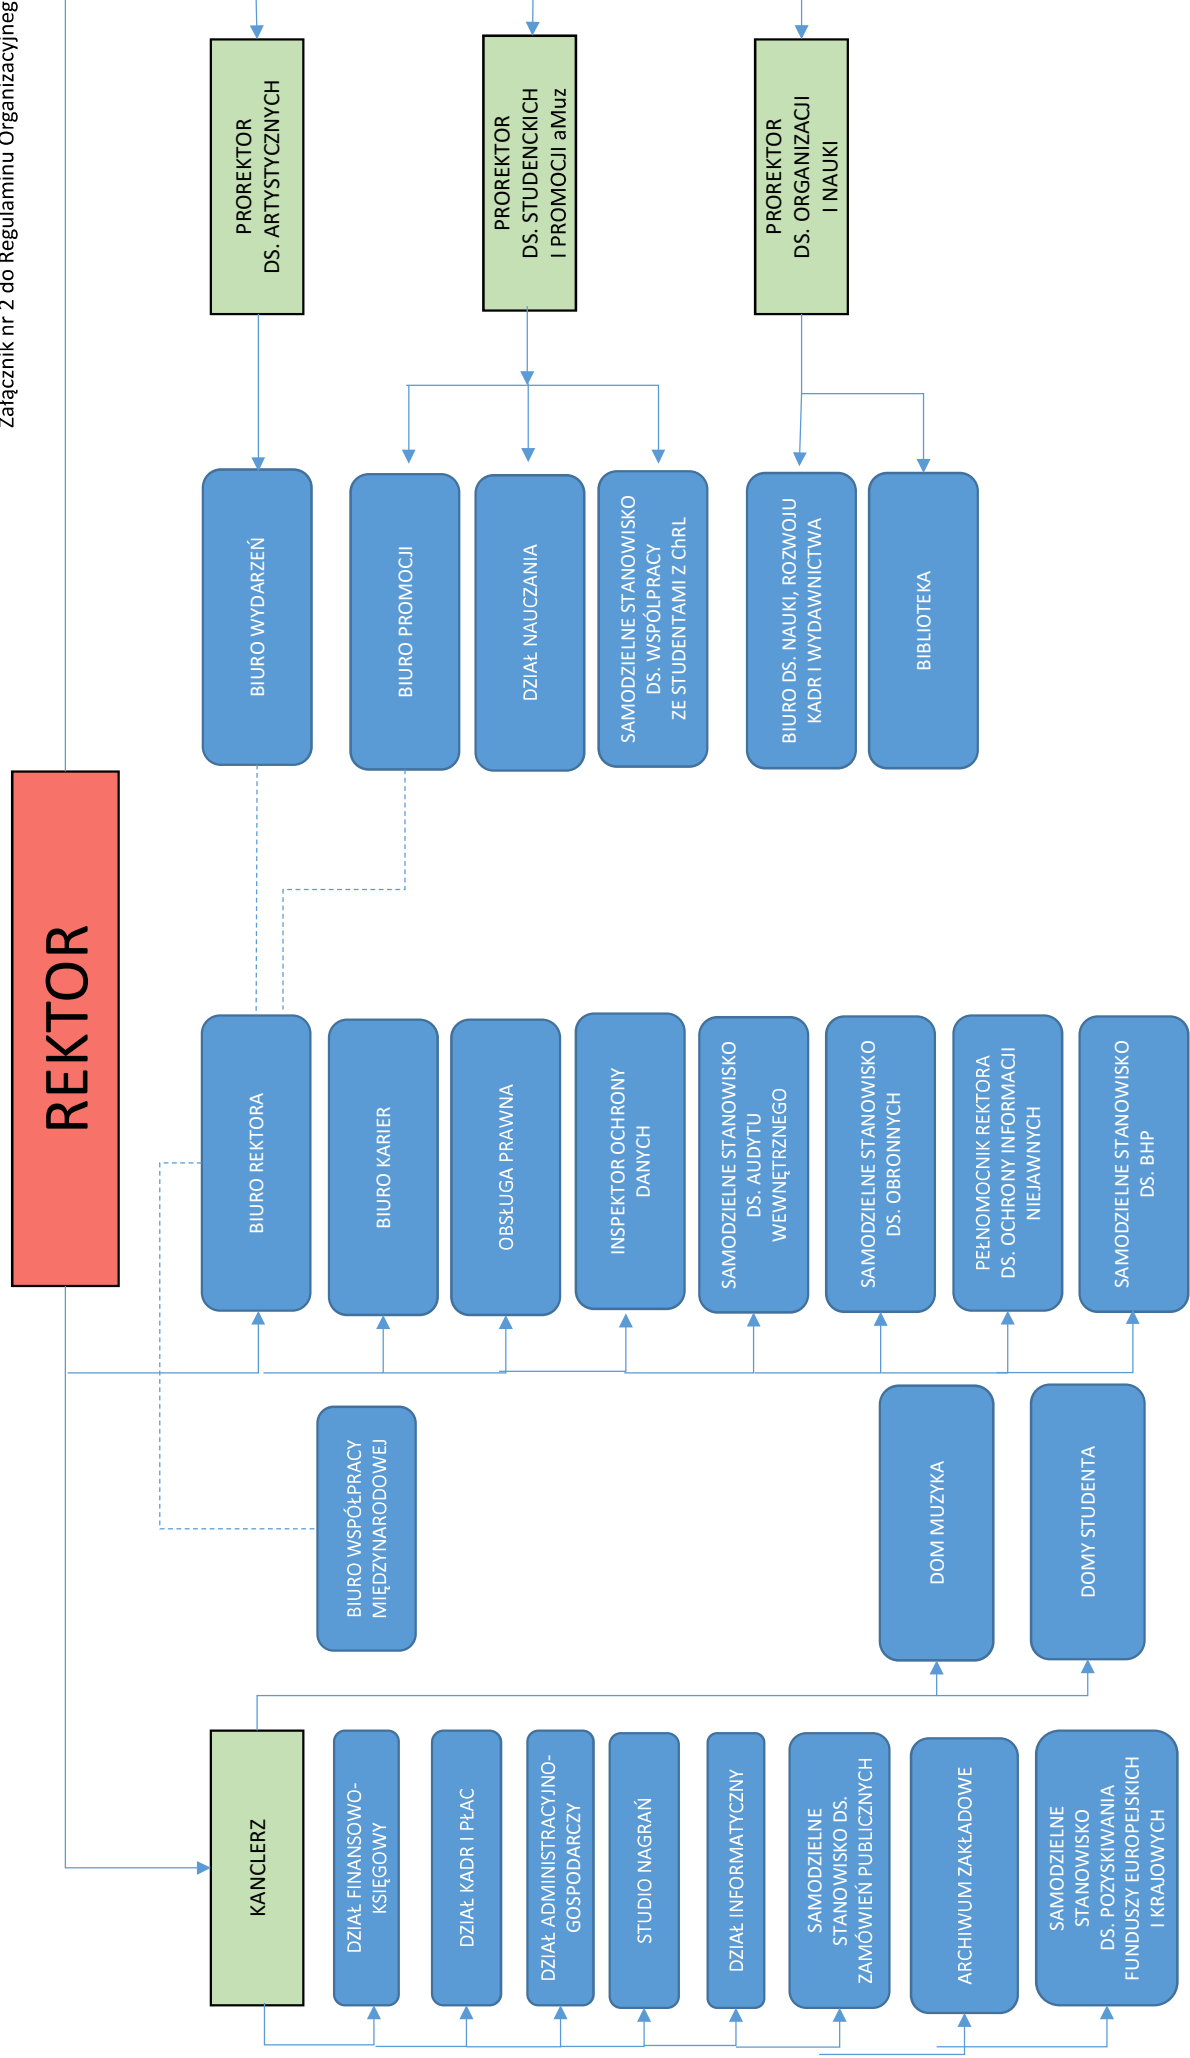 Załącznik nr 2 do Regulaminu Organizacyjneg
REKTOR
KANCLERZ
PROREKTOR
DS. ARTYSTYCZNYCH
PROREKTOR
DS. STUDENCKICH
I PROMOCJI aMuz
PROREKTOR
DS. ORGANIZACJI
I NAUKI
DZIAŁ FINANSOWO-
KSIĘGOWY
DZIAŁ KADR I PŁAC
DZIAŁ ADMINISTRACYJNO-
GOSPODARCZY
STUDIO NAGRAŃ
DZIAŁ INFORMATYCZNY
SAMODZIELNE
STANOWISKO DS.
ZAMÓWIEŃ PUBLICZNYCH
ARCHIWUM ZAKŁADOWE
SAMODZIELNE
STANOWISKO
DS. POZYSKIWANIA
FUNDUSZY EUROPEJSKICH
I KRAJOWYCH
BIURO WSPÓŁPRACY
MIĘDZYNARODOWEJ
DOM MUZYKA
DOMY STUDENTA
BIURO REKTORA
BIURO KARIER
OBSŁUGA PRAWNA
INSPEKTOR OCHRONY
DANYCH
SAMODZIELNE STANOWISKO
DS. AUDYTU
WEWNĘTRZNEGO
SAMODZIELNE STANOWISKO
DS. OBRONNYCH
PEŁNOMOCNIK REKTORA
DS. OCHRONY INFORMACJI
NIEJAWNYCH
SAMODZIELNE STANOWISKO
DS. BHP
BIURO WYDARZEŃ
BIURO PROMOCJI
DZIAŁ NAUCZANIA
SAMODZIELNE STANOWISKO
DS. WSPÓLPRACY
ZE STUDENTAMI Z ChRL
BIURO DS. NAUKI, ROZWOJU
KADR I WYDAWNICTWA
BIBLIOTEKA